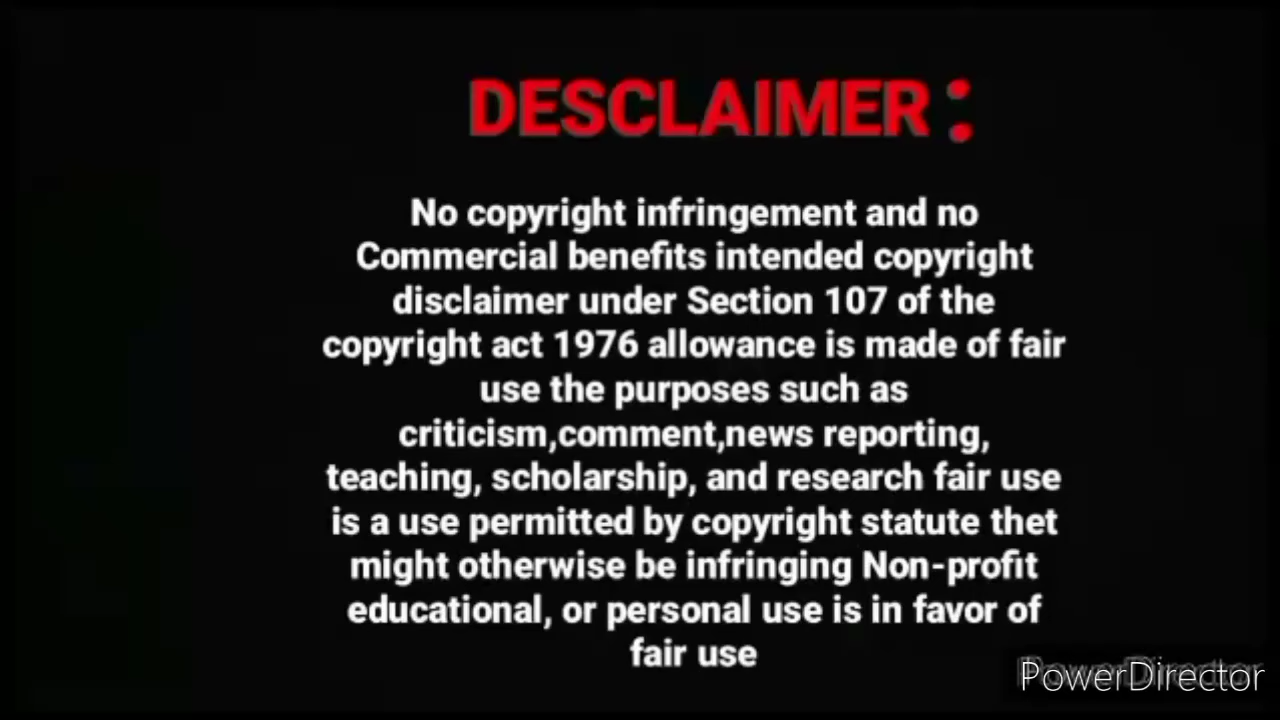 DESCLAIMER:
No copyright infringement and no
Commercial benefits intended copyright
disclaimer under Section 107 of the
copyright act 1976 allowance is made of fair
use the purposes such as
criticism,comment,news reporting,
teaching, scholarship, and research fair use
is a use permitted by copyright statute thet
might otherwise be infringing Non-profit
educational, or personal use is in favor of
fair use
PowerDirector